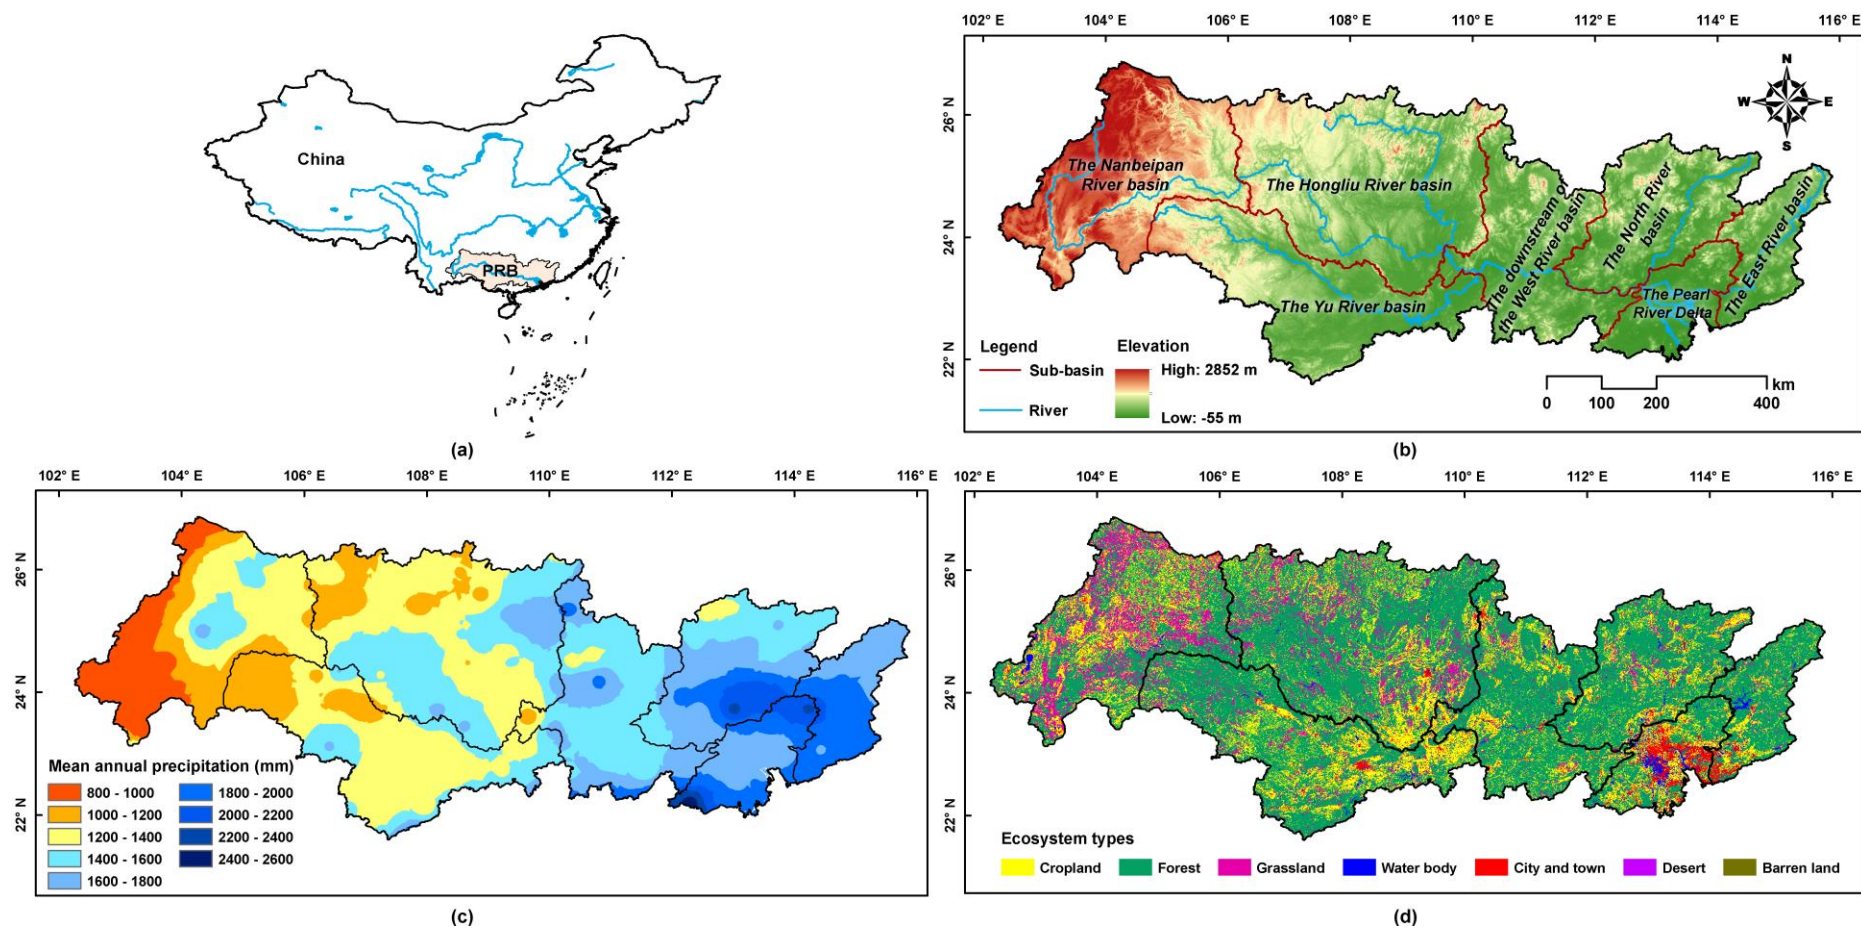 China
PRB
(a)
102° E 104° E 106° E 108° E 110° E 112° E 114° E 116° E
26° N
24° N
22° N
N
W E
S
The Nanbeipan
River basin
The Hongliu River basin
The Yu River basin
The downstream of
the West River basin
The North River
basin
The Pearl
River Delta
The East River basin
Legend
Sub-basin
River
Elevation
High: 2852 m
Low: -55 m
km
0 100 200 400
(b)
102° E 104° E 106° E 108° E 110° E 112° E 114° E 116° E
26° N
24° N
22° N
Mean annual precipitation (mm)
800 - 1000
1000 - 1200
1200 - 1400
1400 - 1600
1600 - 1800
1800 - 2000
2000 - 2200
2200 - 2400
2400 - 2600
(c)
102° E 104° E 106° E 108° E 110° E 112° E 114° E 116° E
26° N
24° N
22° N
Ecosystem types
Cropland Forest Grassland Water body City and town Desert Barren land
(d)